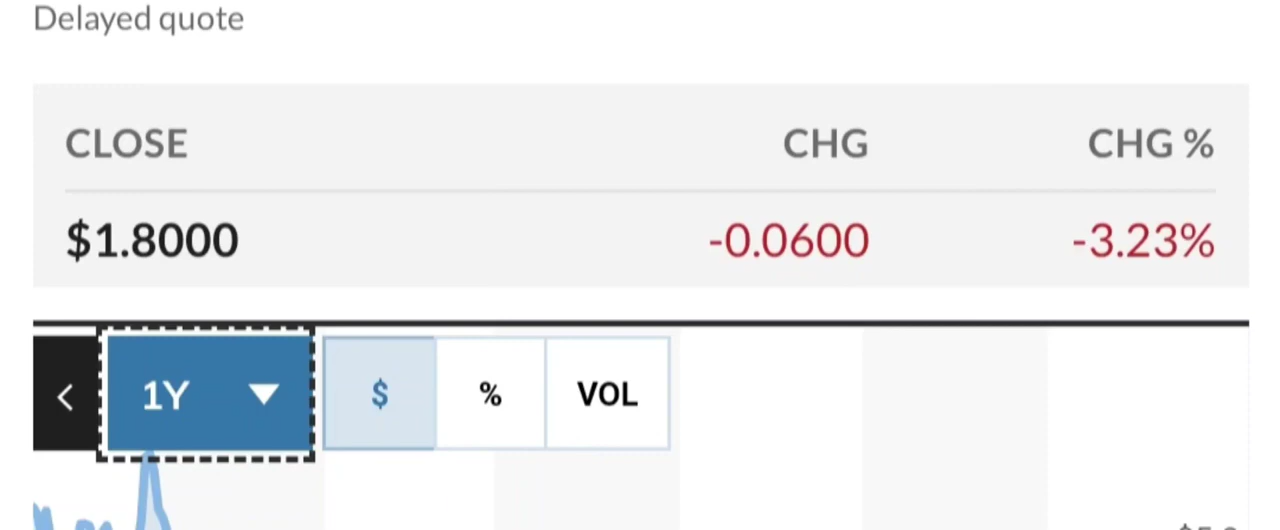 Delayed quote
CLOSE CHG CHG %
$1.8000 -0.0600 -3.23%
1Y $ % VOL